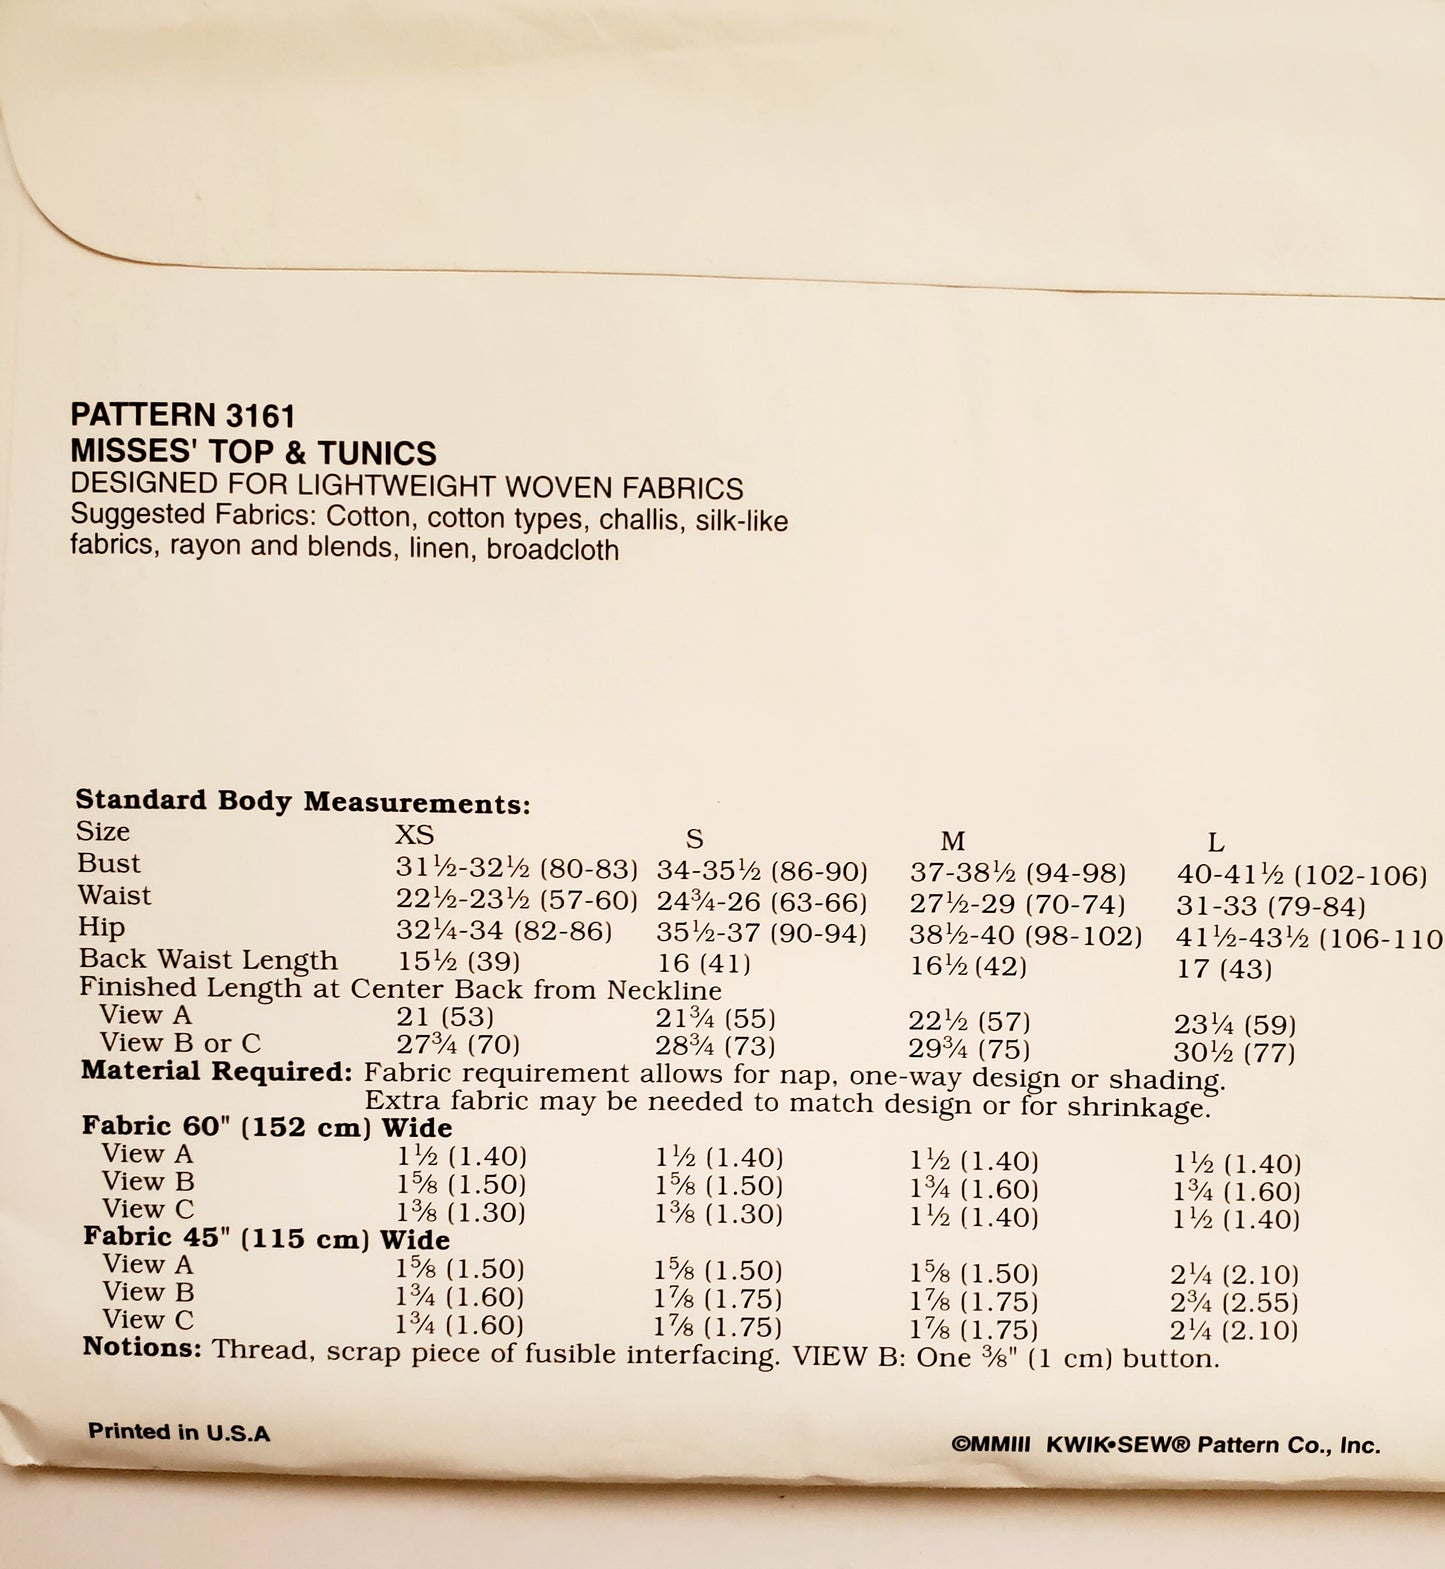 PATTERN 3161
MISSES' TOP & TUNICS
DESIGNED FOR LIGHTWEIGHT WOVEN FABRICS
Suggested Fabrics: Cotton, cotton types, challis, silk-like
fabrics, rayon and blends, linen, broadcloth
Standard Body Measurements:
Size XS S M L
Bust 31½-32½ (80-83) 34-35½ (86-90) 37-38½ (94-98) 40-41½ (102-106)
Waist 22½-23½ (57-60) 24¾-26 (63-66) 27½-29 (70-74) 31-33 (79-84)
Hip 32¼-34 (82-86) 35½-37 (90-94) 38½-40 (98-102) 41½-43½ (106-110
Back Waist Length 15½ (39) 16 (41) 16½ (42) 17 (43)
Finished Length at Center Back from Neckline
View A 21 (53) 21¾ (55) 22½ (57) 23¼ (59)
View B or C 27¾ (70) 28¾ (73) 29¾ (75) 30½ (77)
Material Required: Fabric requirement allows for nap, one-way design or shading.
Extra fabric may be needed to match design or for shrinkage.
Fabric 60" (152 cm) Wide
View A 1½ (1.40) 1½ (1.40) 1½ (1.40) 1½ (1.40)
View B 1⅝ (1.50) 1⅝ (1.50) 1¾ (1.60) 1¾ (1.60)
View C 1⅜ (1.30) 1⅜ (1.30) 1½ (1.40) 1½ (1.40)
Fabric 45" (115 cm) Wide
View A 1⅝ (1.50) 1⅝ (1.50) 1⅝ (1.50) 2¼ (2.10)
View B 1¾ (1.60) 1⅞ (1.75) 1⅞ (1.75) 2¾ (2.55)
View C 1¾ (1.60) 1⅞ (1.75) 1⅞ (1.75) 2¼ (2.10)
Notions: Thread, scrap piece of fusible interfacing. VIEW B: One ⅜" (1 cm) button.
Printed in U.S.A
©MMIII KWIK•SEW® Pattern Co., Inc.